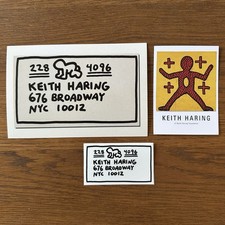 228 4096
KEITH HARING
676 BROADWAY
NYC 10012
KEITH HARING
228 4096
KEITH HARING
676 BROADWAY
NYC 10012